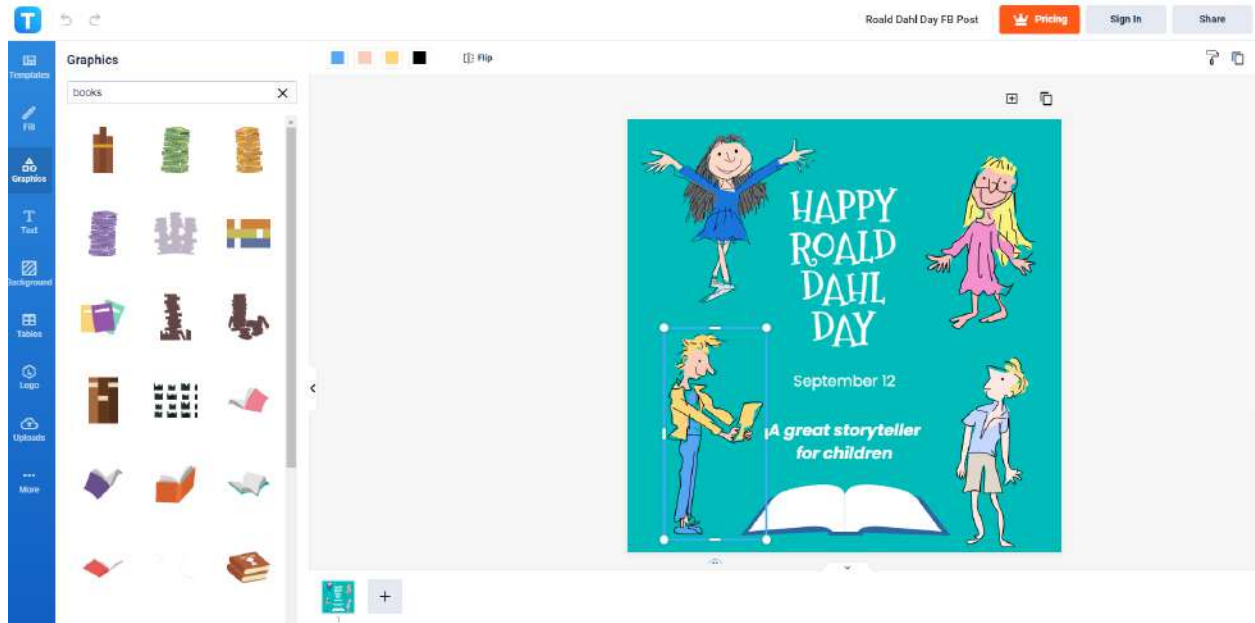 T
Roald Dahl Day FB Post
Pricing
Sign In
Share
Templates
Fill
Graphics
Text
Background
Tables
Logo
Uploads
More
Graphics
books
Flip
HAPPY
ROALD
DAHL
DAY
September 12
A great storyteller
for children
1